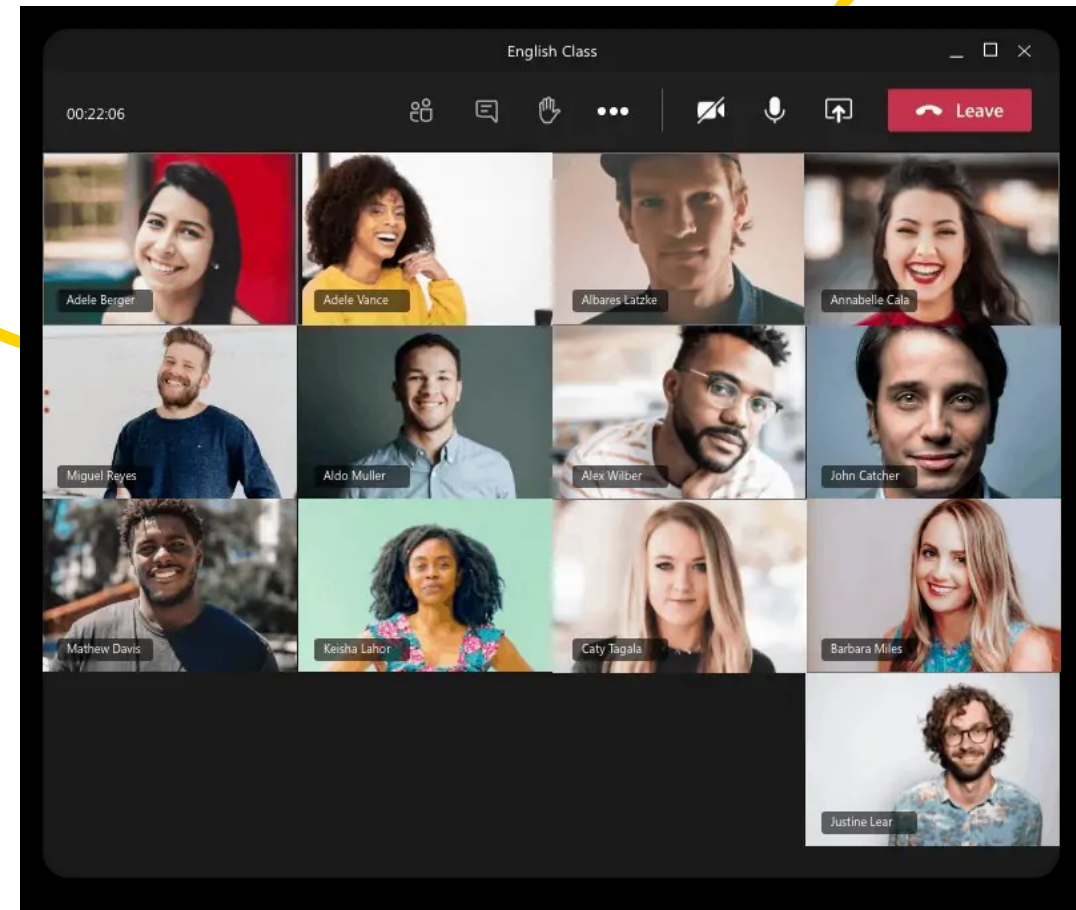 English Class
00:22:06
Leave
Adele Berger
Adele Vance
Albares Latzke
Annabelle Cala
Miguel Reyes
Aldo Muller
Alex Wilber
John Catcher
Mathew Davis
Keisha Lahor
Caty Tagala
Barbara Miles
Justine Lear